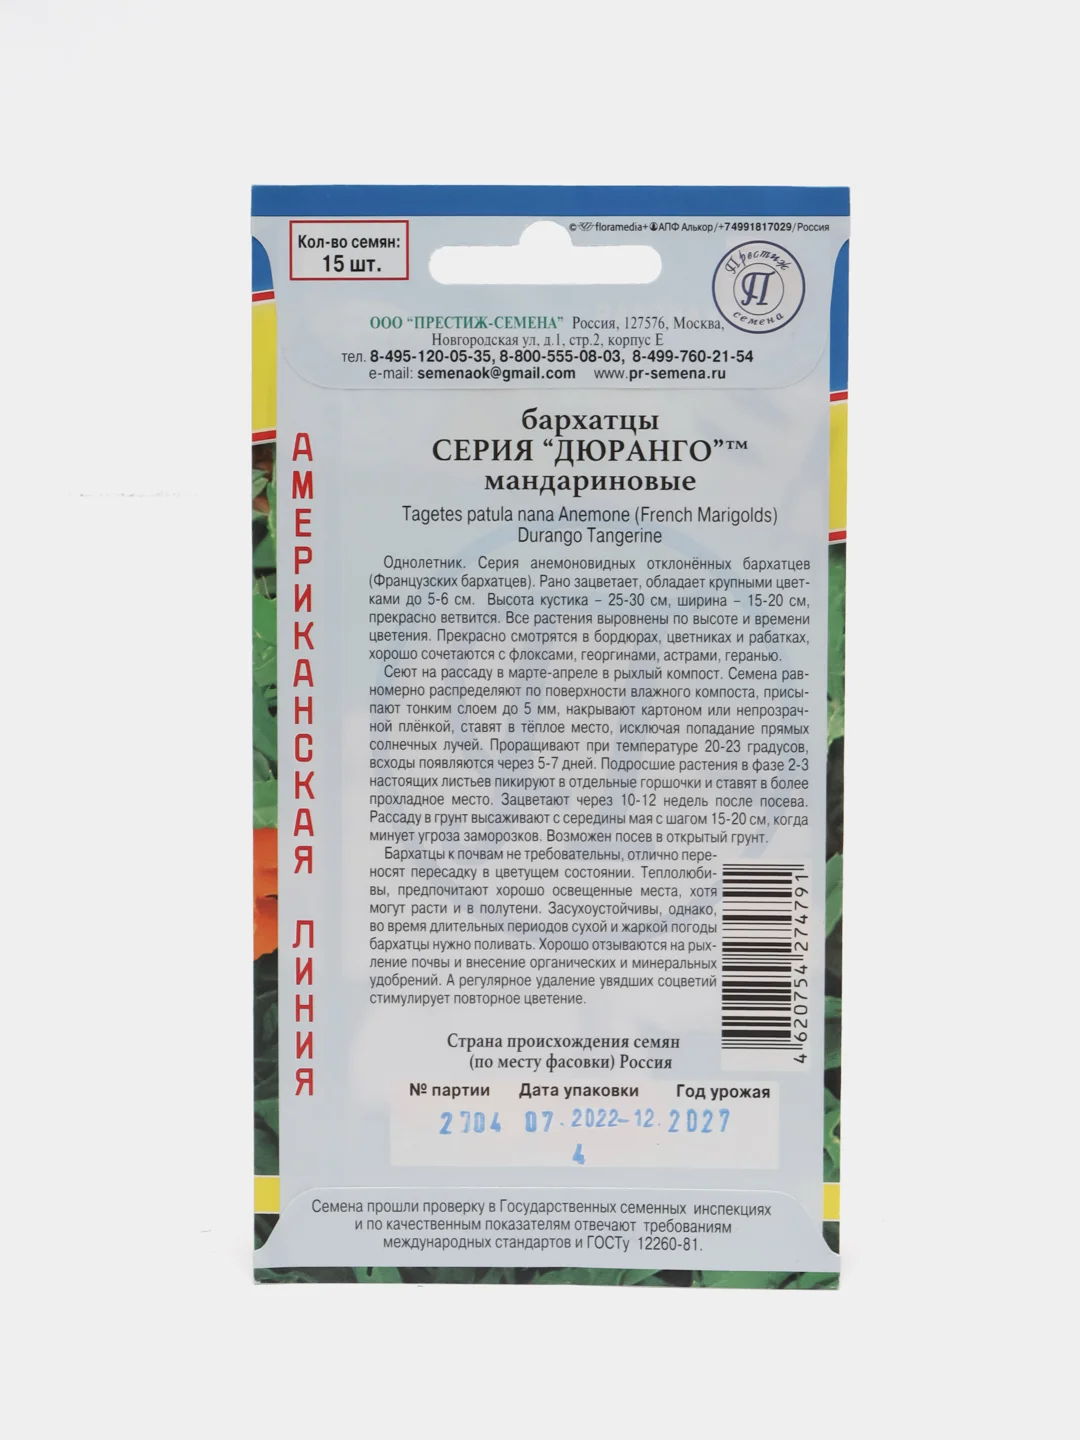 © floramedia+ АПФ Алькор/+74991817029/Россия
Кол-во семян:
15 шт.
Престиж
П
семена
ООО “ПРЕСТИЖ-СЕМЕНА” Россия, 127576, Москва,
Новгородская ул, д.1, стр.2, корпус Е
тел. 8-495-120-05-35, 8-800-555-08-03, 8-499-760-21-54
e-mail: semenaok@gmail.com www.pr-semena.ru
АМЕРИКАНСКАЯ ЛИНИЯ
бархатцы
СЕРИЯ “ДЮРАНГО”™
мандариновые
Tagetes patula nana Anemone (French Marigolds)
Durango Tangerine
Однолетник. Серия анемоновидных отклонённых бархатцев
(Французских бархатцев). Рано зацветает, обладает крупными цвет-
ками до 5-6 см. Высота кустика – 25-30 см, ширина – 15-20 см,
прекрасно ветвится. Все растения выровнены по высоте и времени
цветения. Прекрасно смотрятся в бордюрах, цветниках и рабатках,
хорошо сочетаются с флоксами, георгинами, астрами, геранью.
Сеют на рассаду в марте-апреле в рыхлый компост. Семена рав-
номерно распределяют по поверхности влажного компоста, присы-
пают тонким слоем до 5 мм, накрывают картоном или непрозрач-
ной плёнкой, ставят в тёплое место, исключая попадание прямых
солнечных лучей. Проращивают при температуре 20-23 градусов,
всходы появляются через 5-7 дней. Подросшие растения в фазе 2-3
настоящих листьев пикируют в отдельные горшочки и ставят в более
прохладное место. Зацветают через 10-12 недель после посева.
Рассаду в грунт высаживают с середины мая с шагом 15-20 см, когда
минует угроза заморозков. Возможен посев в открытый грунт.
Бархатцы к почвам не требовательны, отлично пере-
носят пересадку в цветущем состоянии. Теплолюби-
вы, предпочитают хорошо освещенные места, хотя
могут расти и в полутени. Засухоустойчивы, однако,
во время длительных периодов сухой и жаркой погоды
бархатцы нужно поливать. Хорошо отзываются на рых-
ление почвы и внесение органических и минеральных
удобрений. А регулярное удаление увядших соцветий
стимулирует повторное цветение.
4 620754 274791
Страна происхождения семян
(по месту фасовки) Россия
№ партии Дата упаковки Год урожая
2704 07. 2022-12. 2027
4
Семена прошли проверку в Государственных семенных инспекциях
и по качественным показателям отвечают требованиям
международных стандартов и ГОСТу 12260-81.